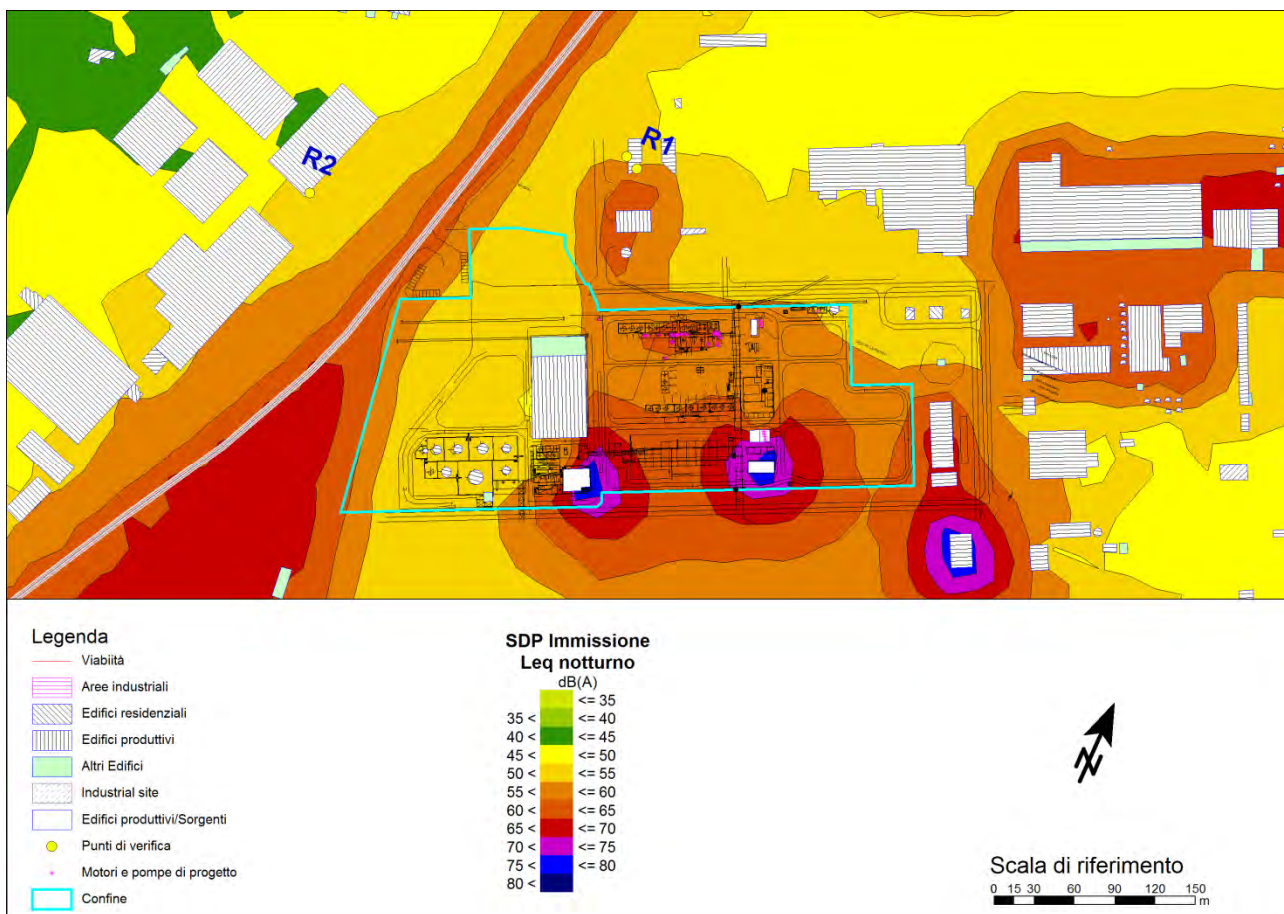 R1
R2
Legenda
Viabiità
Aree industriali
Edifici residenziali
Edifici produttivi
Altri Edifici
Industrial site
Edifici produttivi/Sorgenti
Punti di verifica
Motori e pompe di progetto
Confine
SDP Immissione
Leq notturno
dB(A)
<= 35
35 < <= 40
40 < <= 45
45 < <= 50
50 < <= 55
55 < <= 60
60 < <= 65
65 < <= 70
70 < <= 75
75 < <= 80
80 <
N
Scala di riferimento
0 15 30 60 90 120 150
m